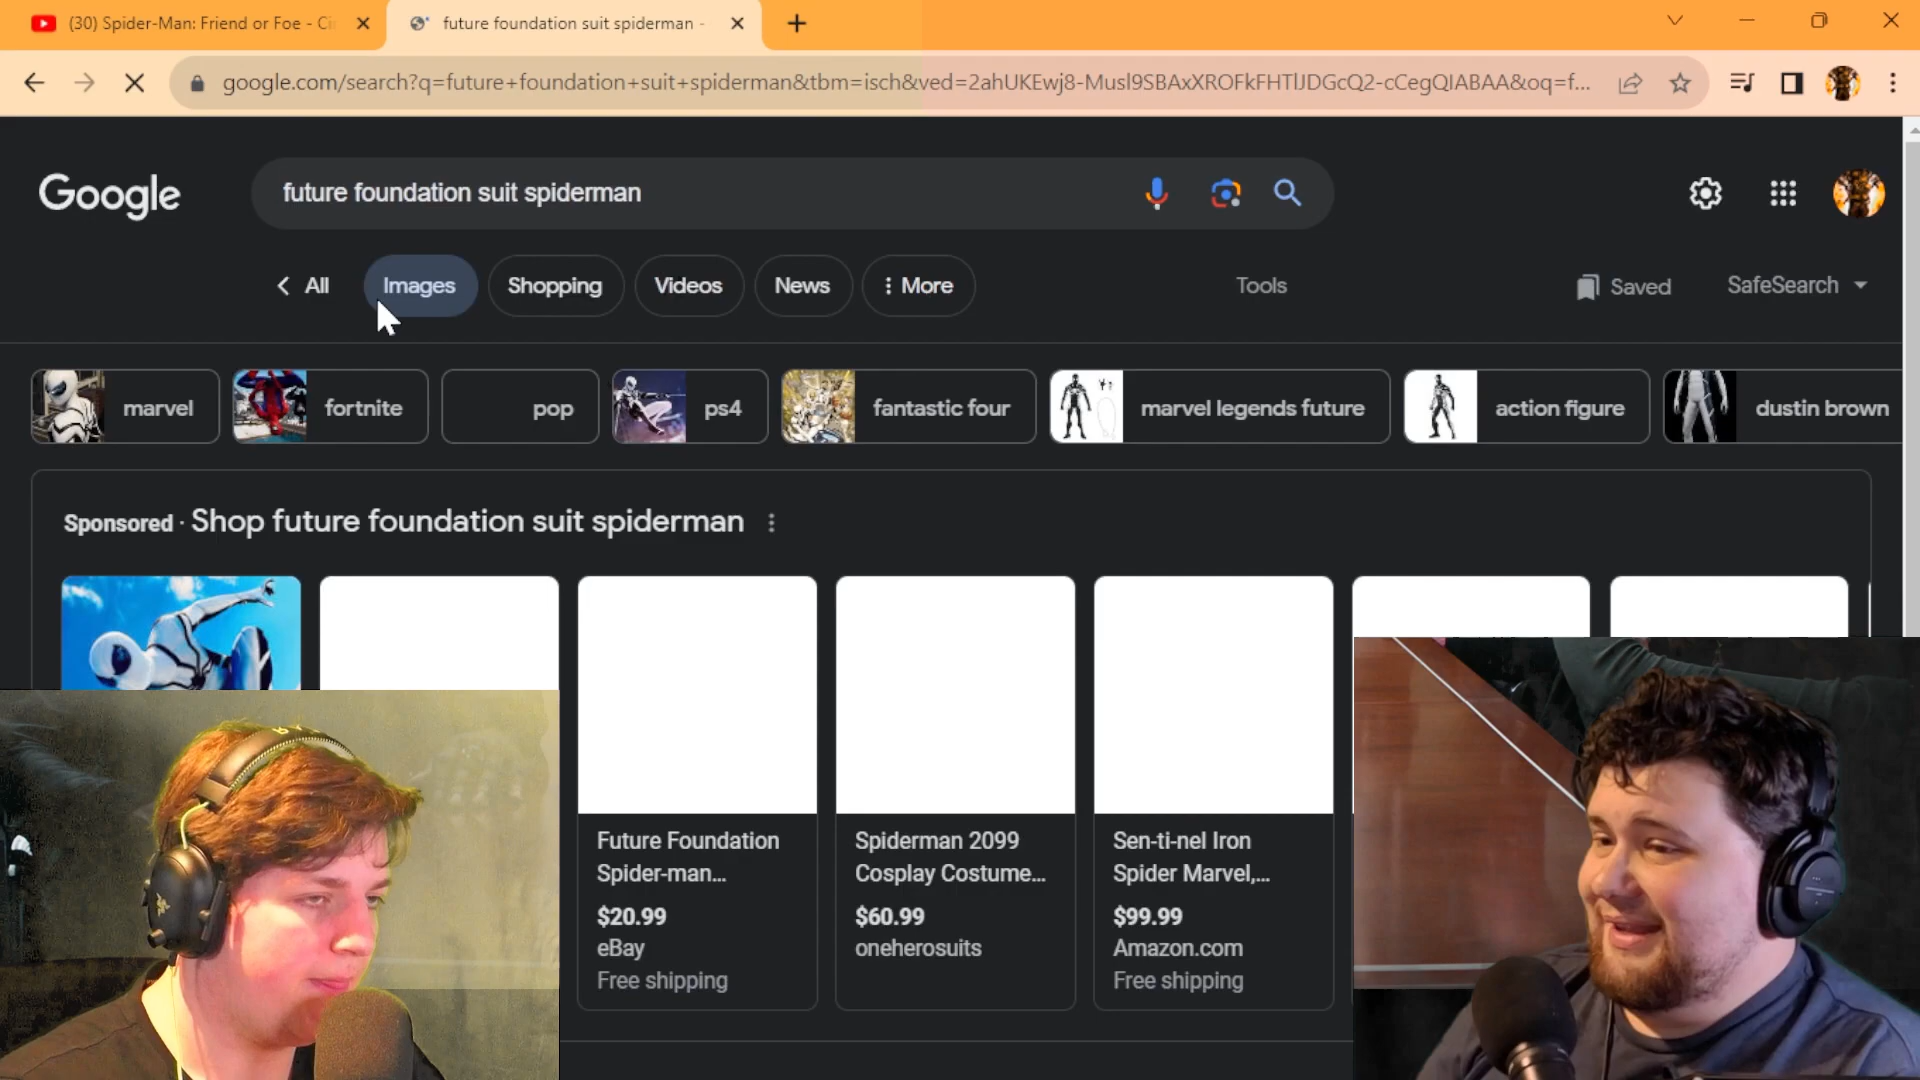 (30) Spider-Man: Friend or Foe - Ci
future foundation suit spiderman -
google.com/search?q=future+foundation+suit+spiderman&tbm=isch&ved=2ahUKEwj8-Musl9SBAxXROFkFHTlJDGcQ2-cCegQIABAA&oq=f...
Google
future foundation suit spiderman
All Images Shopping Videos News More Tools Saved SafeSearch
marvel fortnite pop ps4 fantastic four marvel legends future action figure dustin brown
Sponsored · Shop future foundation suit spiderman
Future Foundation
Spider-man...
$20.99
eBay
Free shipping
Spiderman 2099
Cosplay Costume...
$60.99
oneherosuits
Sen-ti-nel Iron
Spider Marvel,...
$99.99
Amazon.com
Free shipping